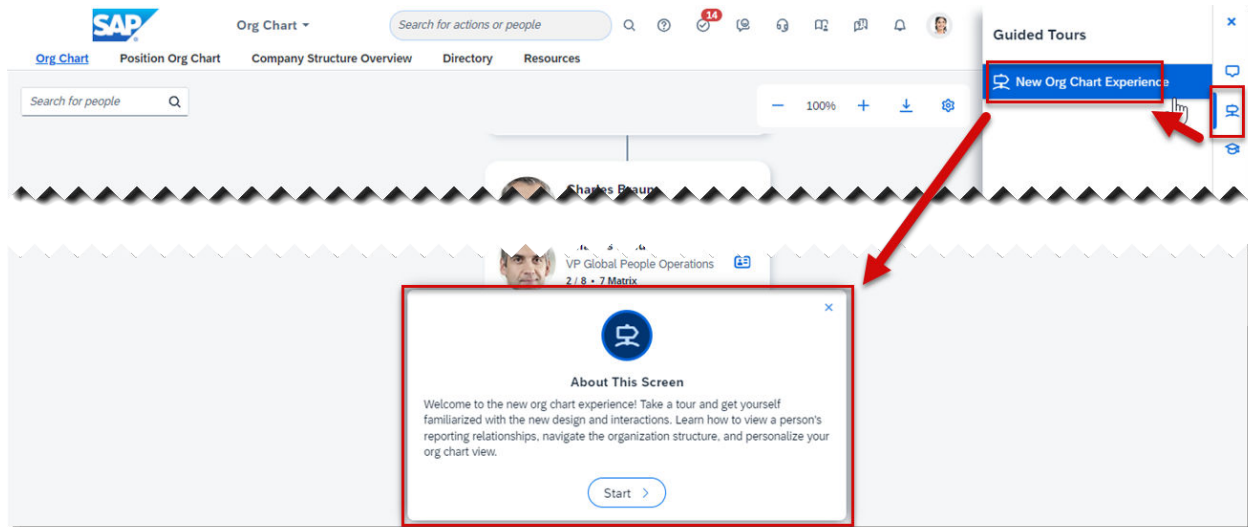 SAP
Org Chart
Search for actions or people
14
Guided Tours
Org Chart
Position Org Chart
Company Structure Overview
Directory
Resources
New Org Chart Experience
Search for people
100%
Charles Braun
VP Global People Operations
2 / 8 • 7 Matrix
About This Screen
Welcome to the new org chart experience! Take a tour and get yourself
familiarized with the new design and interactions. Learn how to view a person's
reporting relationships, navigate the organization structure, and personalize your
org chart view.
Start